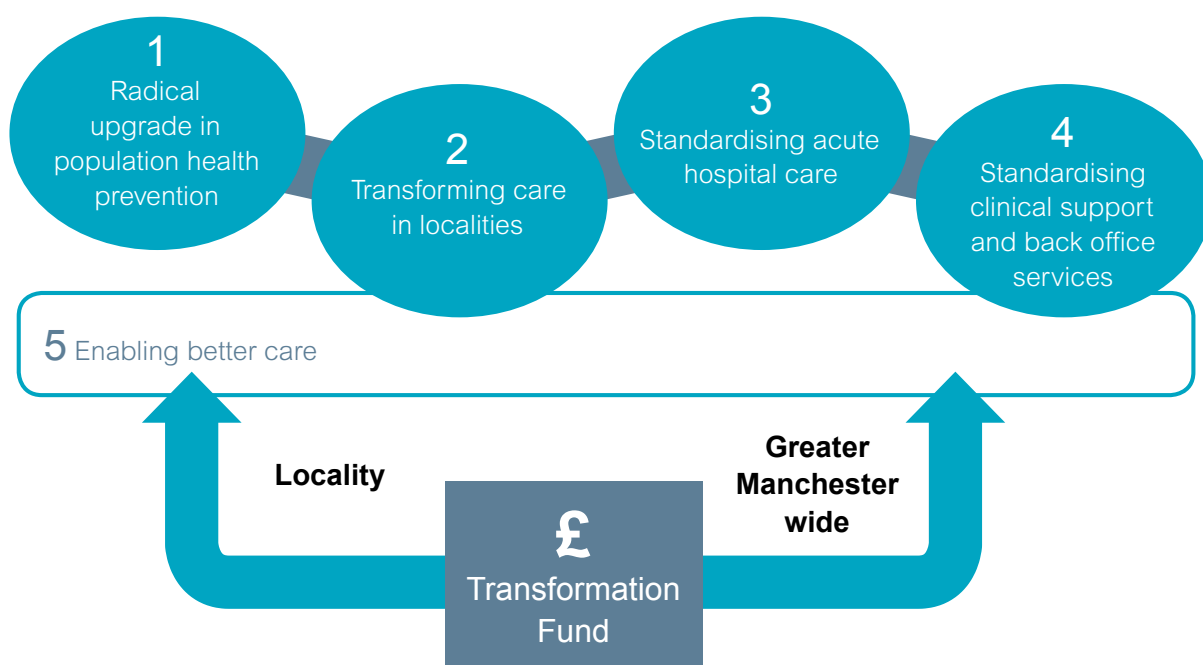 1
Radical
upgrade in
population health
prevention
2
Transforming care
in localities
3
Standardising acute
hospital care
4
Standardising
clinical support
and back office
services
5 Enabling better care
Locality
Greater
Manchester
wide
£
Transformation
Fund